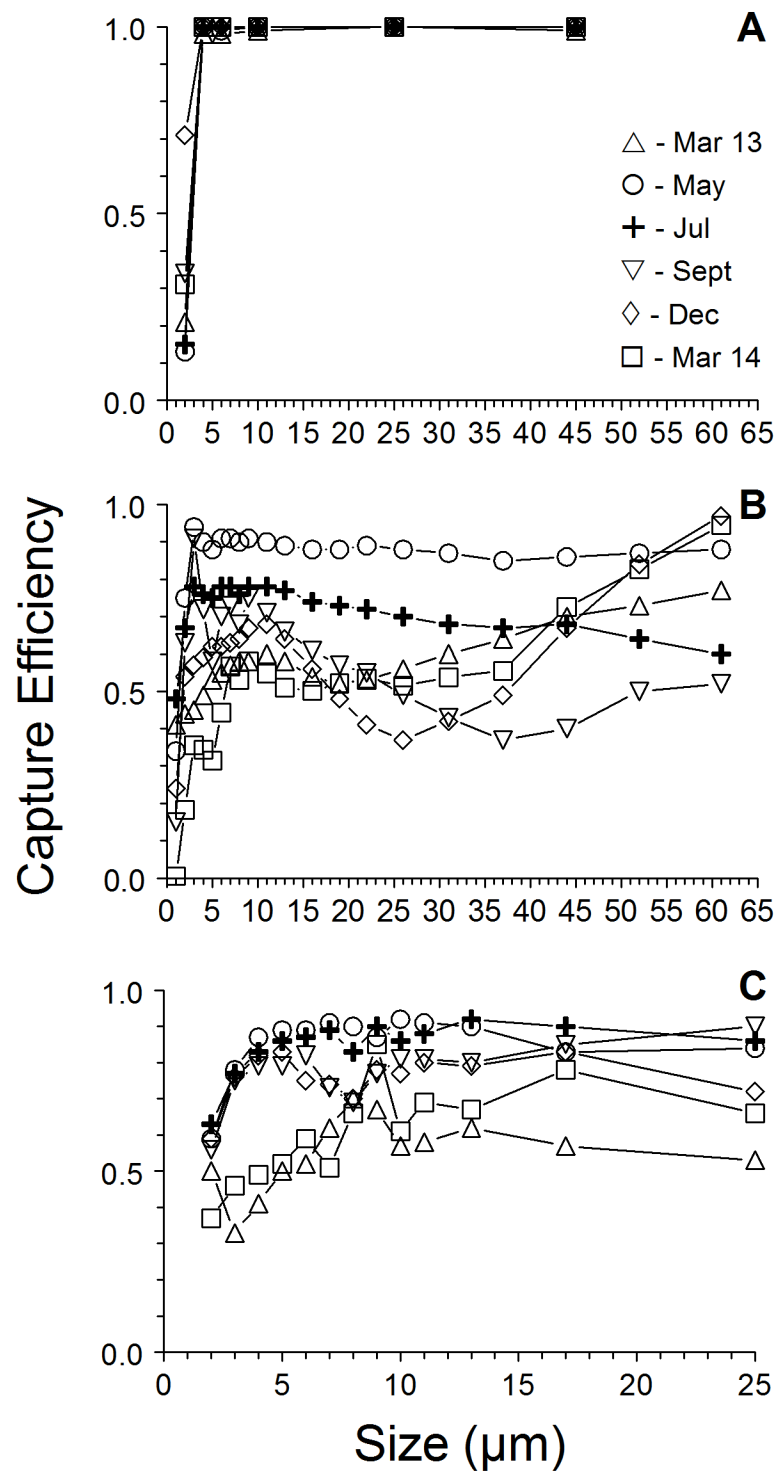 Capture Efficiency
A
1.0
0.5
0.0
- Mar 13
- May
- Jul
- Sept
- Dec
- Mar 14
0 5 10 15 20 25 30 35 40 45 50 55 60 65
B
1.0
0.5
0.0
0 5 10 15 20 25 30 35 40 45 50 55 60 65
C
1.0
0.5
0.0
0 5 10 15 20 25
Size (μm)